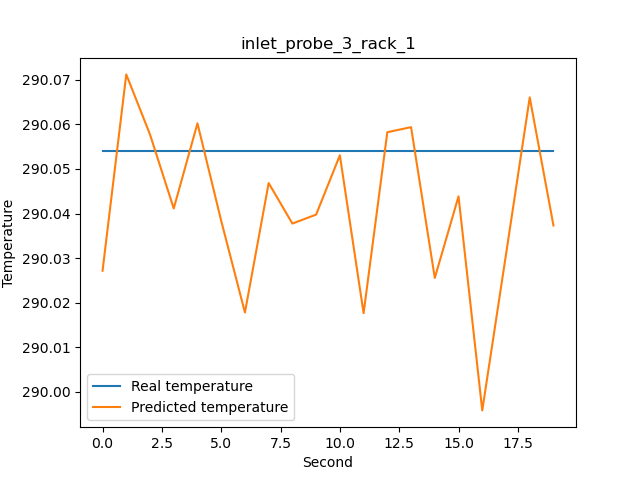 inlet_probe_3_rack_1
290.07
290.06
290.05
290.04
290.03
290.02
290.01
290.00
Temperature
Real temperature
Predicted temperature
0.0 2.5 5.0 7.5 10.0 12.5 15.0 17.5
Second